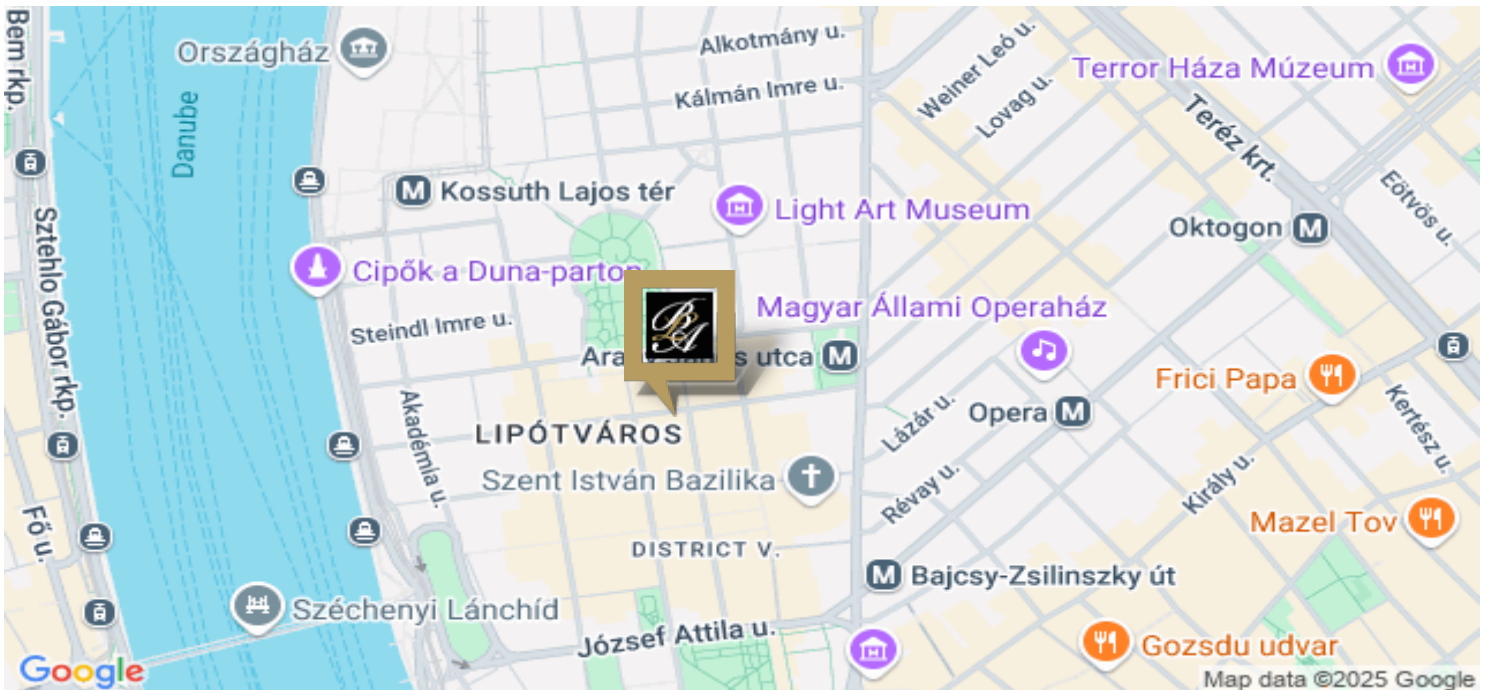 Bem rkp.
Országház
Alkotmány u.
Weiner Leó u.
Terror Háza Múzeum
Kálmán Imre u.
Lovag u.
Teréz krt.
Danube
M Kossuth Lajos tér
Light Art Museum
Eötvös u.
Oktogon M
Sztehlo Gábor rkp.
Cipők a Duna-parton
Steindl Imre u.
Magyar Állami Operaház
utca M
Frici Papa
Akadémia u.
Lázár u.
Opera M
Kertész u.
LIPÓTVÁROS
Szent István Bazilika
Révay u.
Király u.
Mazel Tov
Fő u.
DISTRICT V.
M Bajcsy-Zsilinszky út
Széchenyi Lánchíd
József Attila u.
Gozsdu udvar
Google
Map data ©2025 Google